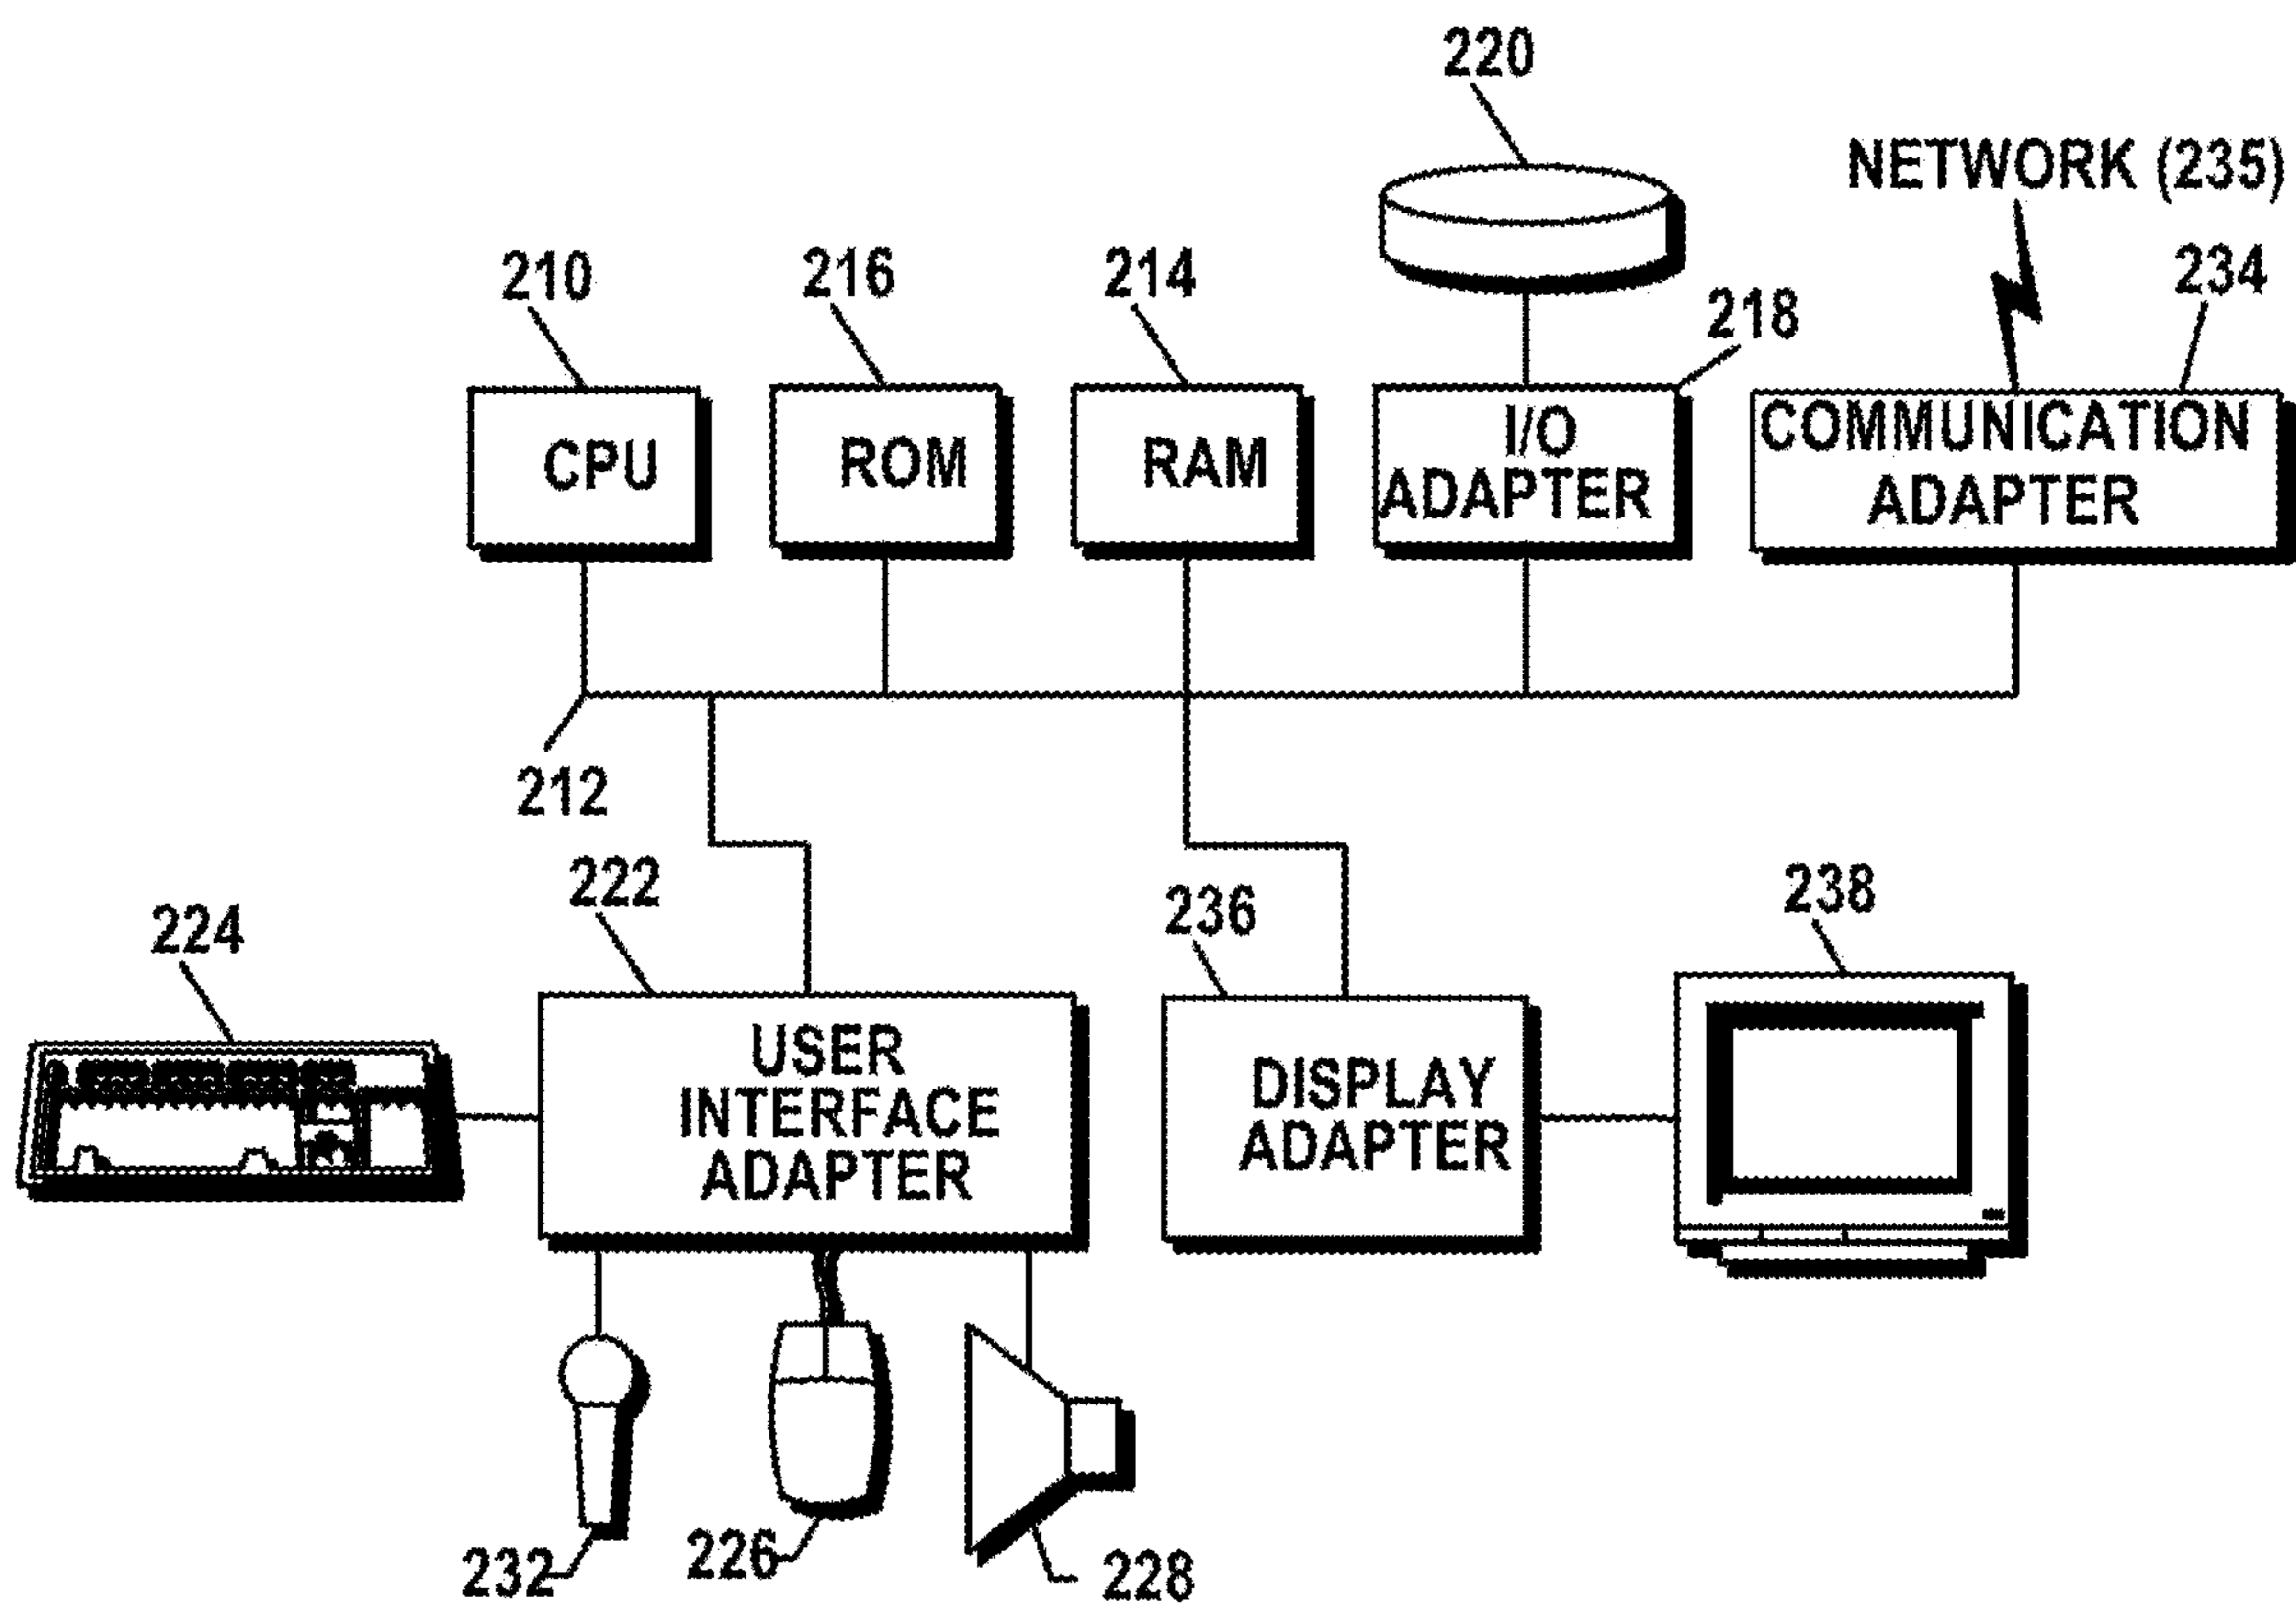 220
NETWORK (235)
210
216
214
218
234
CPU
ROM
RAM
I/O
ADAPTER
COMMUNICATION
ADAPTER
212
222
224
236
238
USER
INTERFACE
ADAPTER
DISPLAY
ADAPTER
232
226
228